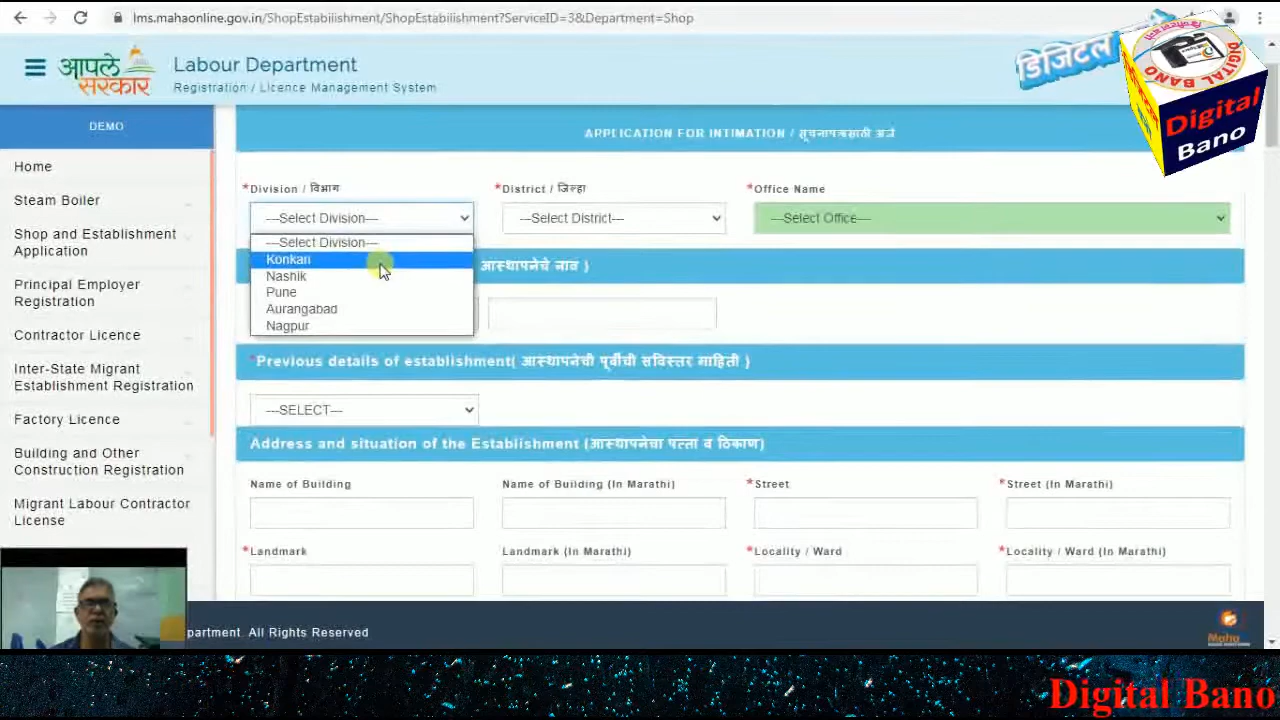 lms.mahaonline.gov.in/ShopEstabilishment/ShopEstabilishment?ServiceID=3&Department=Shop
आपले
सरकार
Labour Department
Registration / Licence Management System
डिजिटल
DIGITAL BANO
Digital
Bano
DEMO
Home
Steam Boiler
Shop and Establishment
Application
Principal Employer
Registration
Contractor Licence
Inter-State Migrant
Establishment Registration
Factory Licence
Building and Other
Construction Registration
Migrant Labour Contractor
License
APPLICATION FOR INTIMATION / सूचनापत्रासाठी अर्ज
*Division / विभाग
*District / जिल्हा
*Office Name
---Select Division---
---Select District---
---Select Office---
---Select Division---
Konkan
Nashik
Pune
Aurangabad
Nagpur
आस्थापनेचे नाव )
*Previous details of establishment( आस्थापनेची पूर्वीची सविस्तर माहिती )
---SELECT---
Address and situation of the Establishment (आस्थापनेचा पत्ता व ठिकाण)
Name of Building
Name of Building (In Marathi)
*Street
*Street (In Marathi)
*Landmark
Landmark (In Marathi)
*Locality / Ward
*Locality / Ward (In Marathi)
partment. All Rights Reserved
Maha
Digital Bano